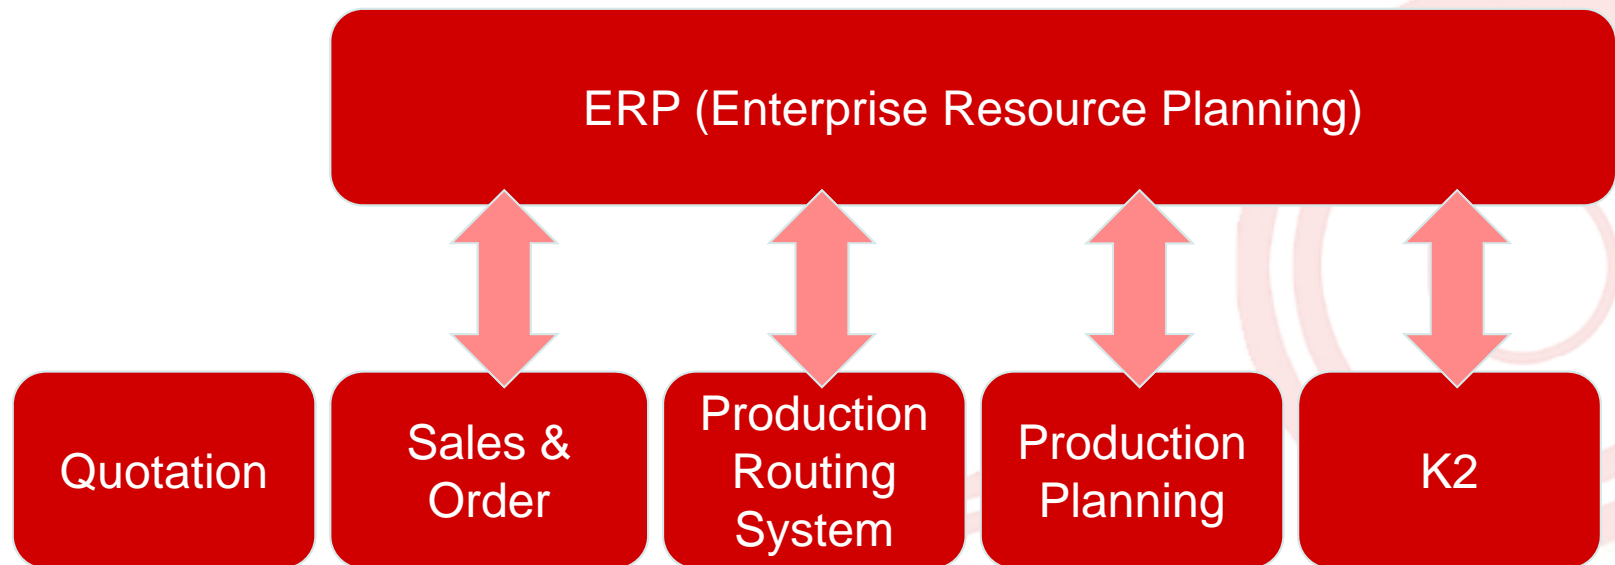 ERP (Enterprise Resource Planning)
Quotation
Sales &
Order
Production
Routing
System
Production
Planning
K2